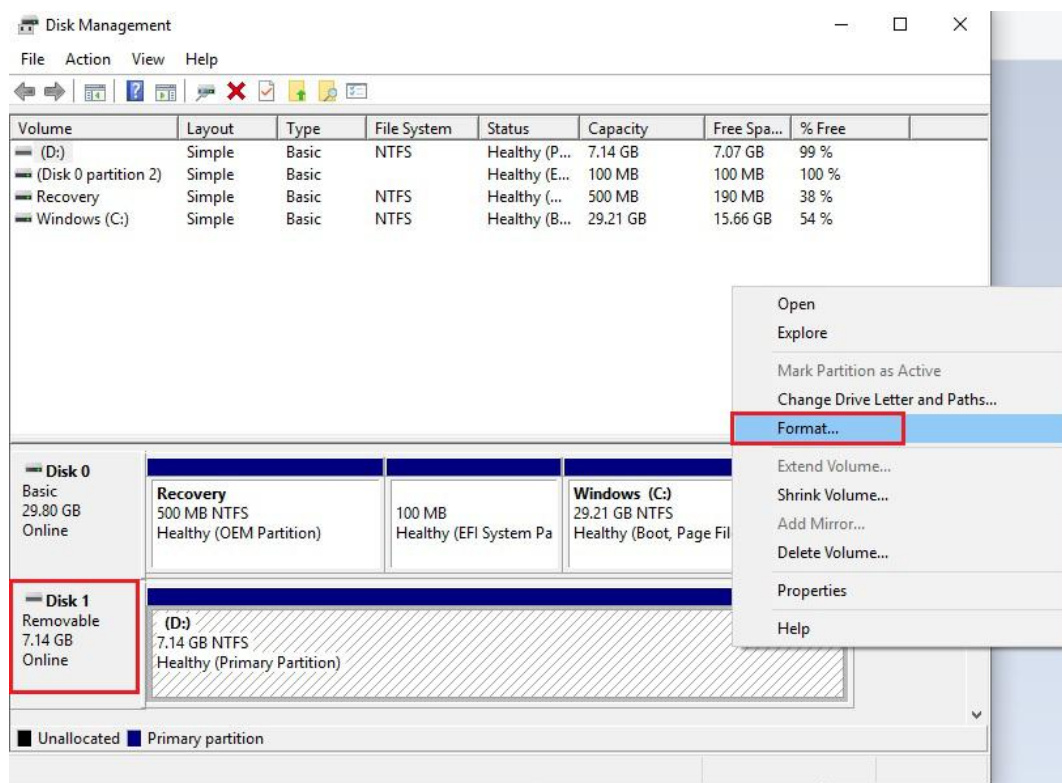 Disk Management
File Action View Help
Volume Layout Type File System Status Capacity Free Spa... % Free
(D:) Simple Basic NTFS Healthy (P... 7.14 GB 7.07 GB 99 %
(Disk 0 partition 2) Simple Basic Healthy (E... 100 MB 100 MB 100 %
Recovery Simple Basic NTFS Healthy (... 500 MB 190 MB 38 %
Windows (C:) Simple Basic NTFS Healthy (B... 29.21 GB 15.66 GB 54 %
Open
Explore
Mark Partition as Active
Change Drive Letter and Paths...
Format...
Extend Volume...
Shrink Volume...
Add Mirror...
Delete Volume...
Properties
Help
Disk 0
Basic
29.80 GB
Online
Recovery
500 MB NTFS
Healthy (OEM Partition)
100 MB
Healthy (EFI System Pa
Windows (C:)
29.21 GB NTFS
Healthy (Boot, Page Fil
Disk 1
Removable
7.14 GB
Online
(D:)
7.14 GB NTFS
Healthy (Primary Partition)
Unallocated Primary partition